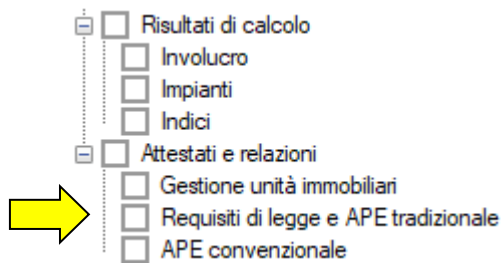 Risultati di calcolo
Involucro
Impianti
Indici
Attestati e relazioni
Gestione unità immobiliari
Requisiti di legge e APE tradizionale
APE convenzionale